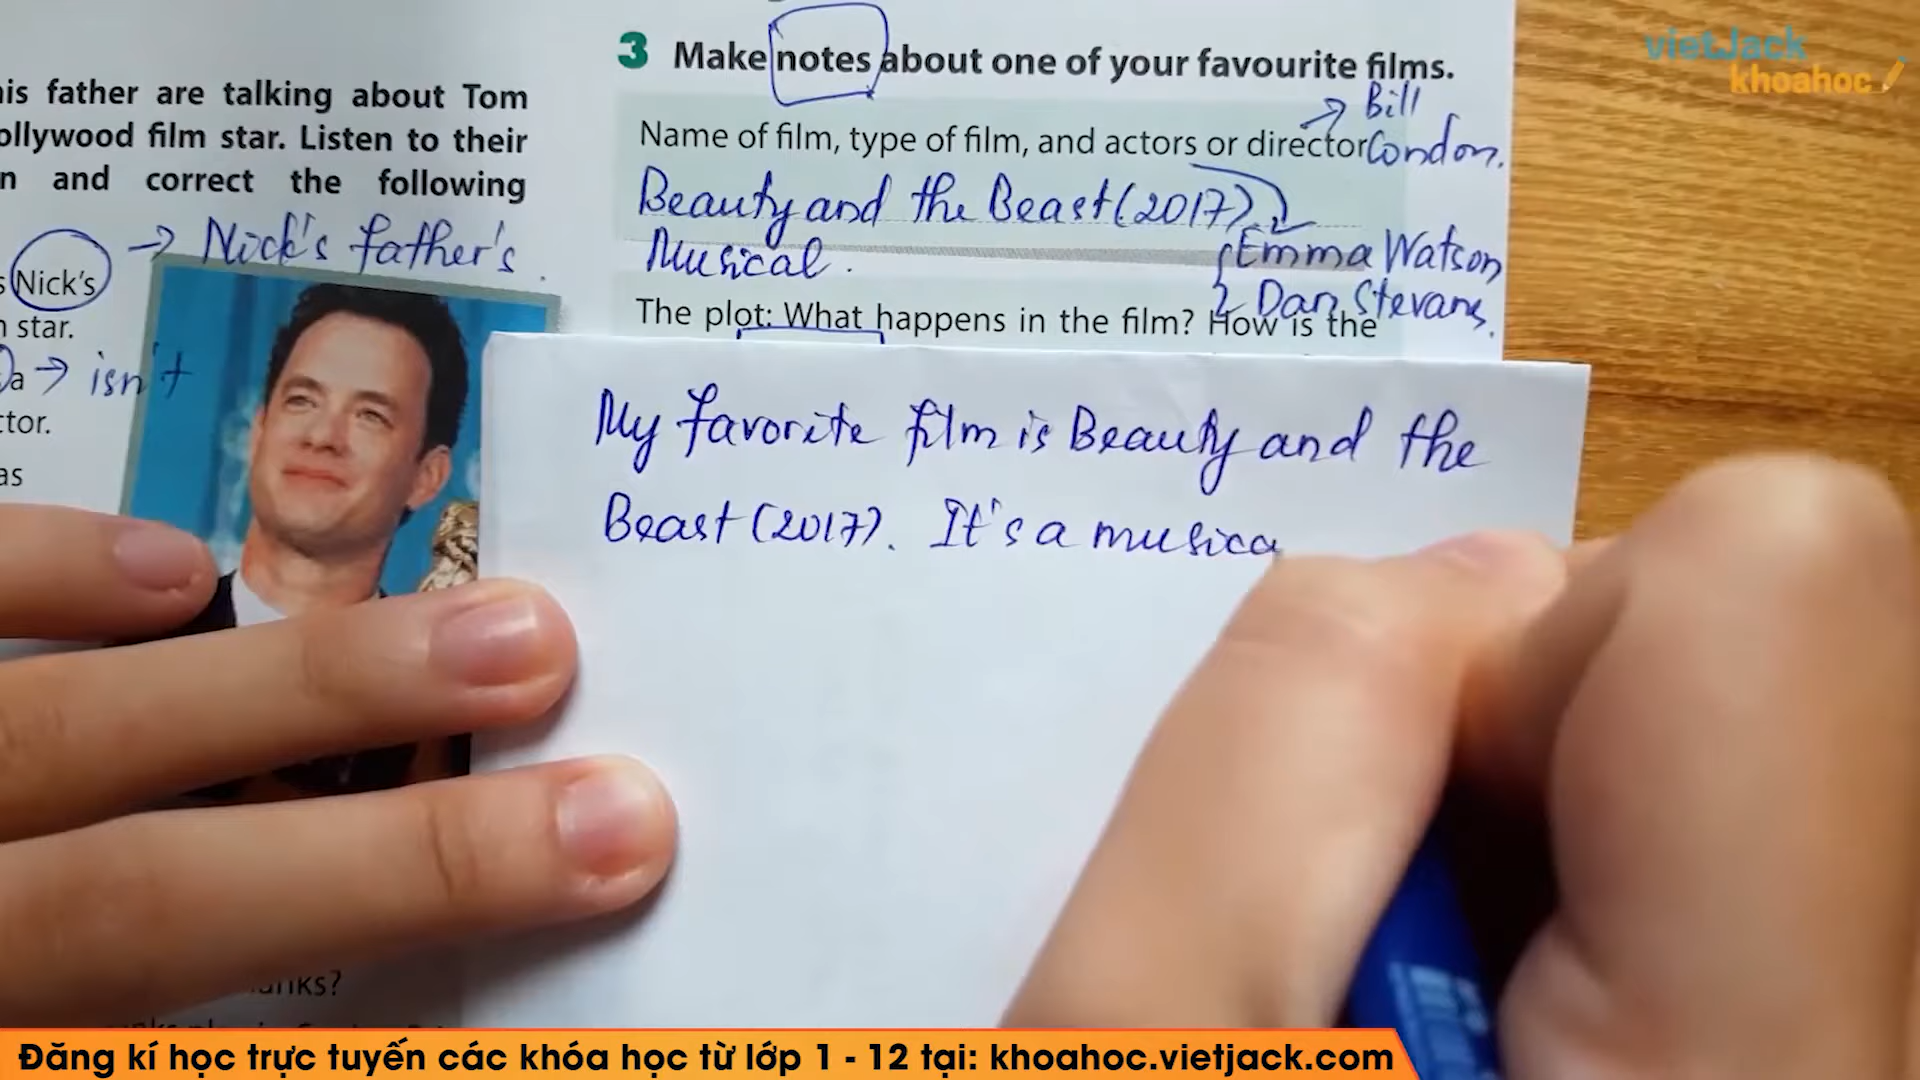 vietJack
khoahoc
his father are talking about Tom
ollywood film star. Listen to their
n and correct the following
→ Nick's father's.
s Nick's
n star.
a → isn't
ctor.
as
anks?
3 Make notes about one of your favourite films.
→ Bill
Name of film, type of film, and actors or director Condon.
Beauty and the Beast (2017)
Musical.
Emma Watson
Dan Stevans.
The plot: What happens in the film? How is the
My favorite film is Beauty and the
Beast (2017). It's a musica
Đăng kí học trực tuyến các khóa học từ lớp 1 - 12 tại: khoahoc.vietjack.com